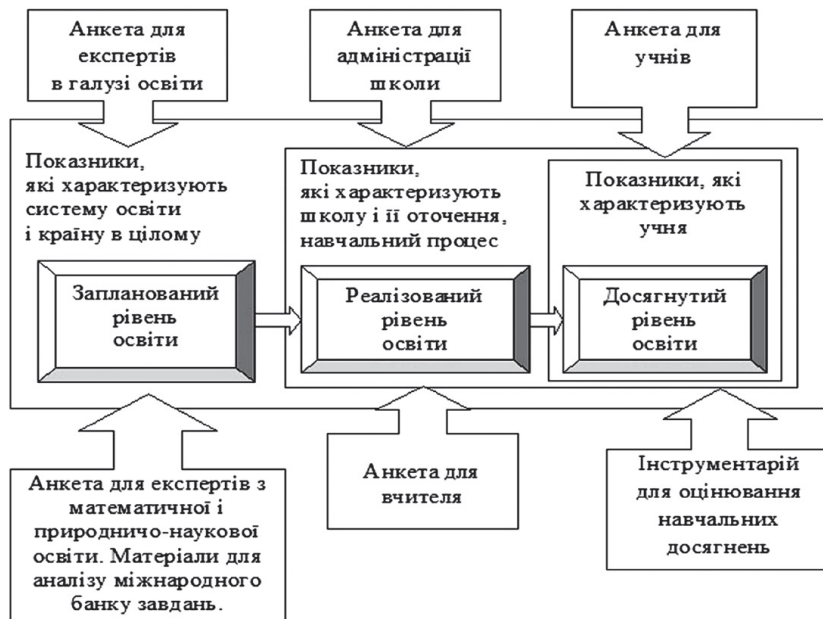 Анкета для
експертів
в галузі освіти
Анкета для
адміністрації
школи
Анкета для
учнів
Показники,
які характеризують
систему освіти
і країну в цілому
Показники,
які характеризують
школу і її оточення,
навчальний процес
Показники, які
характеризують
учня
Запланований
рівень
освіти
Реалізований
рівень
освіти
Досягнутий
рівень
освіти
Анкета для експертів з
математичної і
природничо-наукової
освіти. Матеріали для
аналізу міжнародного
банку завдань.
Анкета для
вчителя
Інструментарій
для оцінювання
навчальних
досягнень